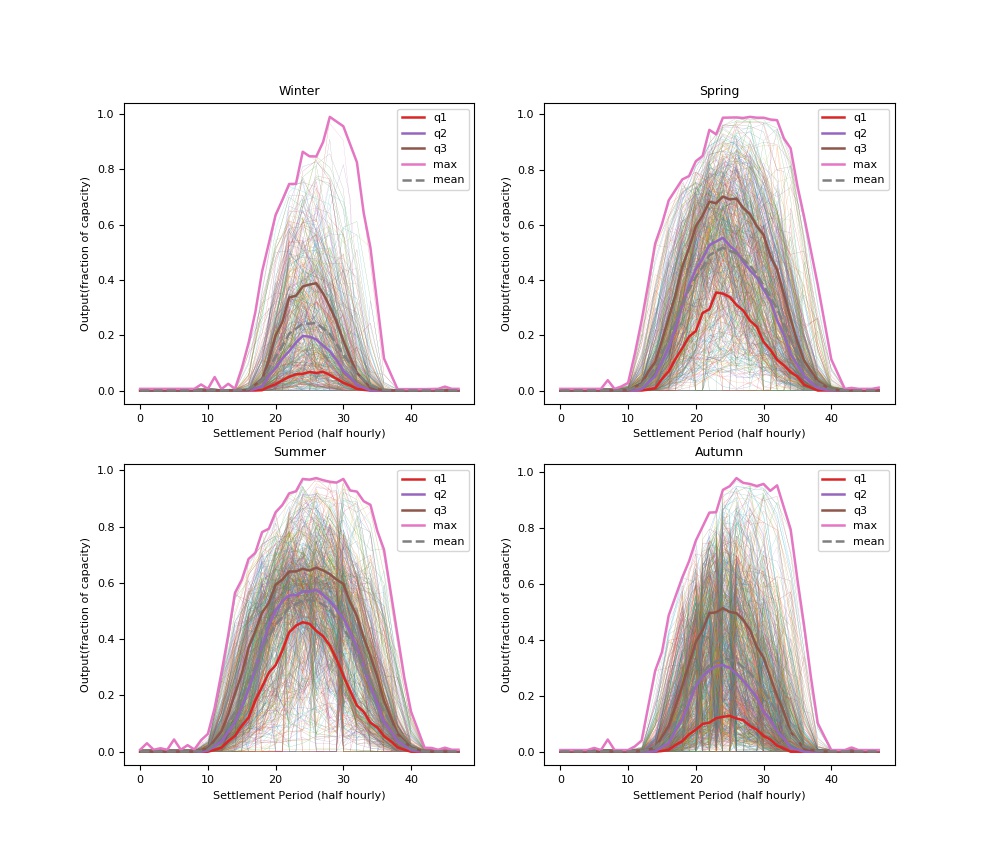 Winter
Output(fraction of capacity)
1.0
0.8
0.6
0.4
0.2
0.0
0
10
20
30
40
Settlement Period (half hourly)
q1
q2
q3
max
mean
Spring
Output(fraction of capacity)
1.0
0.8
0.6
0.4
0.2
0.0
0
10
20
30
40
Settlement Period (half hourly)
q1
q2
q3
max
mean
Summer
Output(fraction of capacity)
1.0
0.8
0.6
0.4
0.2
0.0
0
10
20
30
40
Settlement Period (half hourly)
q1
q2
q3
max
mean
Autumn
Output(fraction of capacity)
1.0
0.8
0.6
0.4
0.2
0.0
0
10
20
30
40
Settlement Period (half hourly)
q1
q2
q3
max
mean